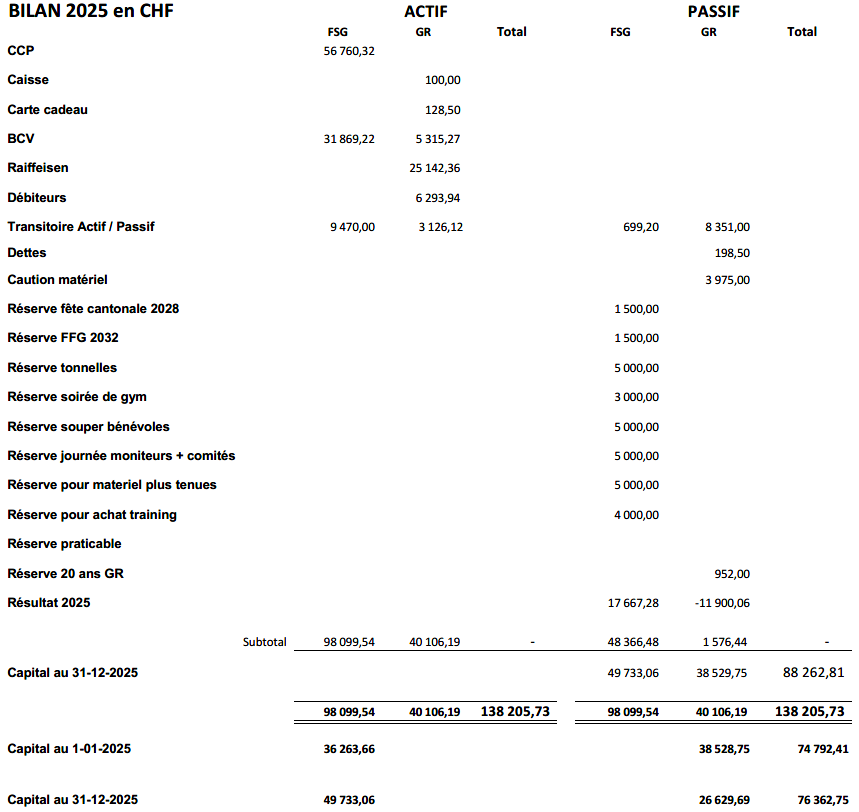 BILAN 2025 en CHF ACTIF PASSIF
FSG GR Total FSG GR Total
CCP 56 760,32
Caisse 100,00
Carte cadeau 128,50
BCV 31 869,22 5 315,27
Raiffeisen 25 142,36
Débiteurs 6 293,94
Transitoire Actif / Passif 9 470,00 3 126,12 699,20 8 351,00
Dettes 198,50
Caution matériel 3 975,00
Réserve fête cantonale 2028 1 500,00
Réserve FFG 2032 1 500,00
Réserve tonnelles 5 000,00
Réserve soirée de gym 3 000,00
Réserve souper bénévoles 5 000,00
Réserve journée moniteurs + comités 5 000,00
Réserve pour materiel plus tenues 5 000,00
Réserve pour achat training 4 000,00
Réserve praticable
Réserve 20 ans GR 952,00
Résultat 2025 17 667,28 -11 900,06
Subtotal 98 099,54 40 106,19 - 48 366,48 1 576,44 -
Capital au 31-12-2025 49 733,06 38 529,75 88 262,81
98 099,54 40 106,19 138 205,73 98 099,54 40 106,19 138 205,73
Capital au 1-01-2025 36 263,66 38 528,75 74 792,41
Capital au 31-12-2025 49 733,06 26 629,69 76 362,75